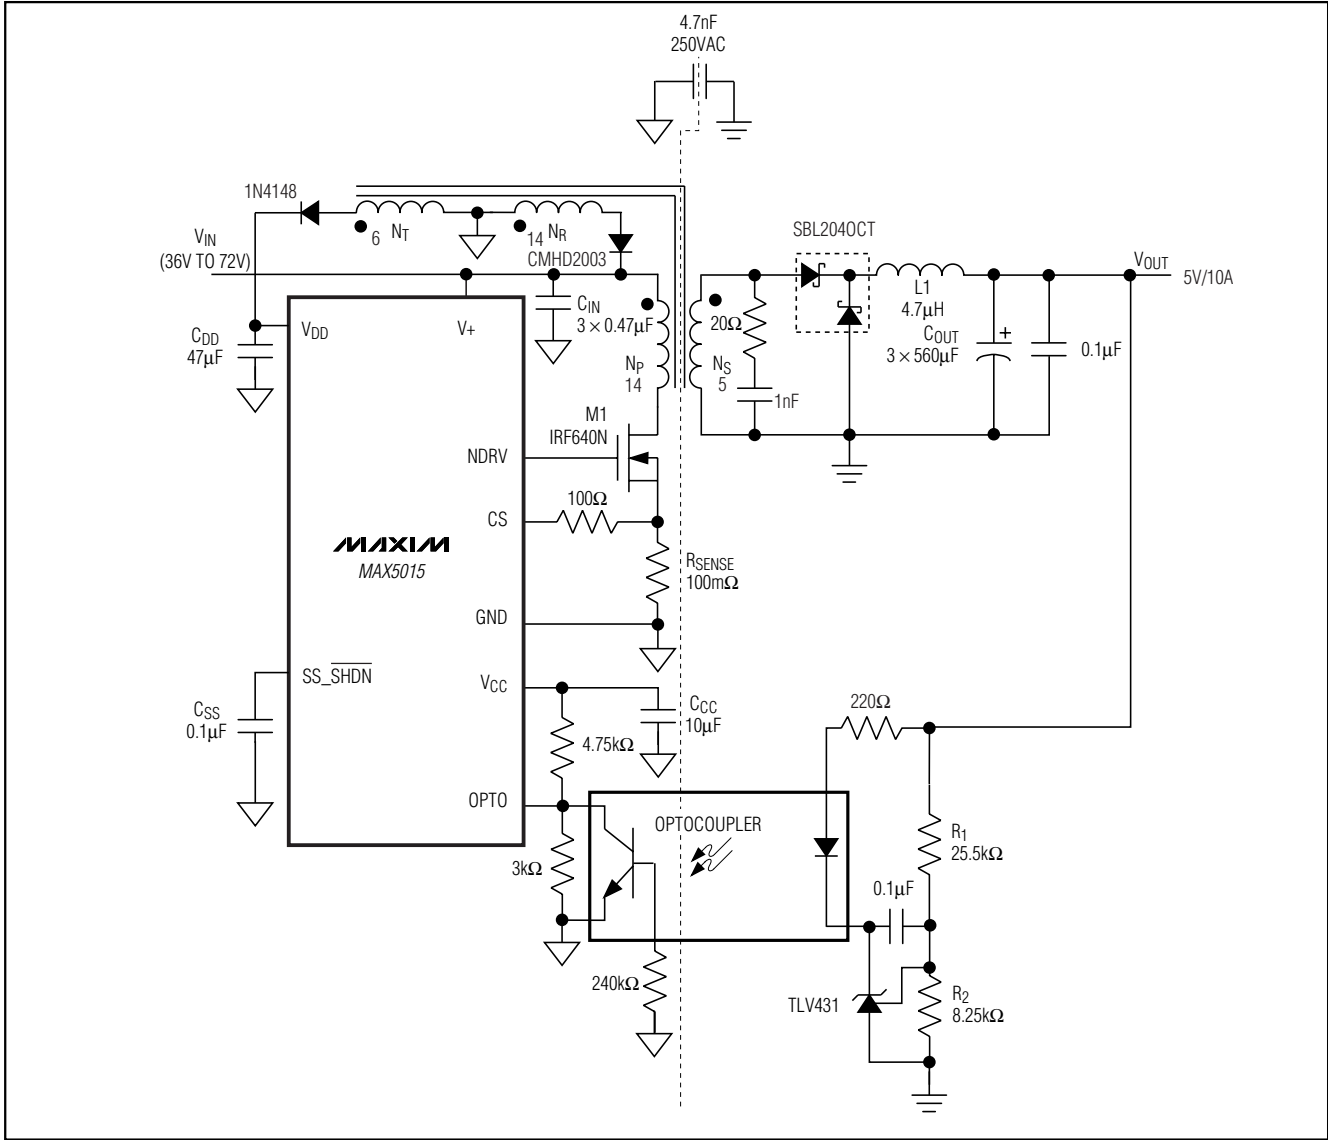 4.7nF
250VAC
1N4148
6 NT
14 NR
CMHD2003
SBL204OCT
VIN
(36V TO 72V)
VOUT
5V/10A
L1
4.7µH
CDD
47µF
VDD
V+
CIN
3 × 0.47µF
NP
14
NS
5
20Ω
1nF
COUT
3 × 560µF
+
0.1µF
M1
IRF640N
NDRV
100Ω
CS
MAXIM
MAX5015
RSENSE
100mΩ
GND
SS_SHDN
VCC
CSS
0.1µF
CCC
10µF
4.75kΩ
220Ω
OPTO
OPTOCOUPLER
3kΩ
R1
25.5kΩ
0.1µF
240kΩ
TLV431
R2
8.25kΩ